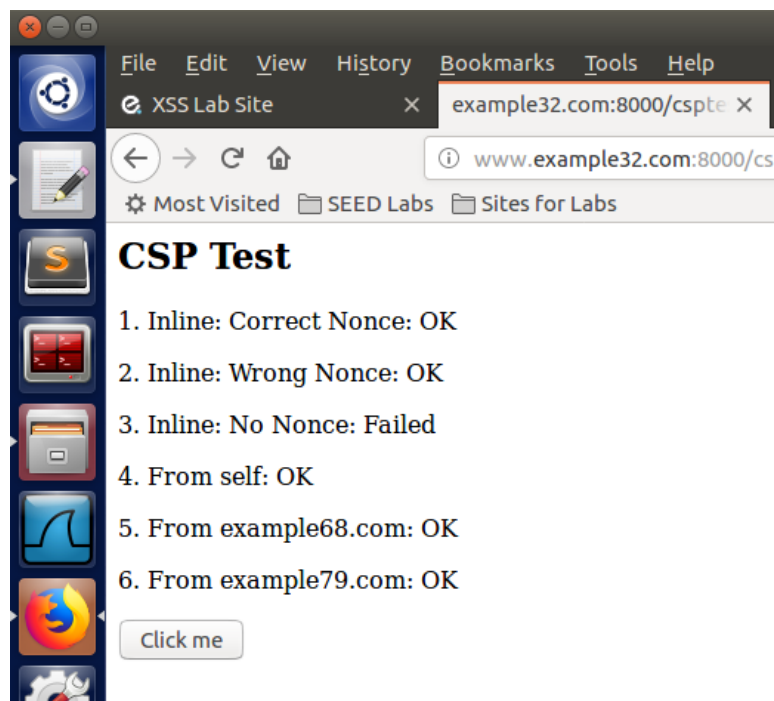 File Edit View History Bookmarks Tools Help
XSS Lab Site example32.com:8000/cspte
www.example32.com:8000/cs
Most Visited SEED Labs Sites for Labs
CSP Test
1. Inline: Correct Nonce: OK
2. Inline: Wrong Nonce: OK
3. Inline: No Nonce: Failed
4. From self: OK
5. From example68.com: OK
6. From example79.com: OK
Click me